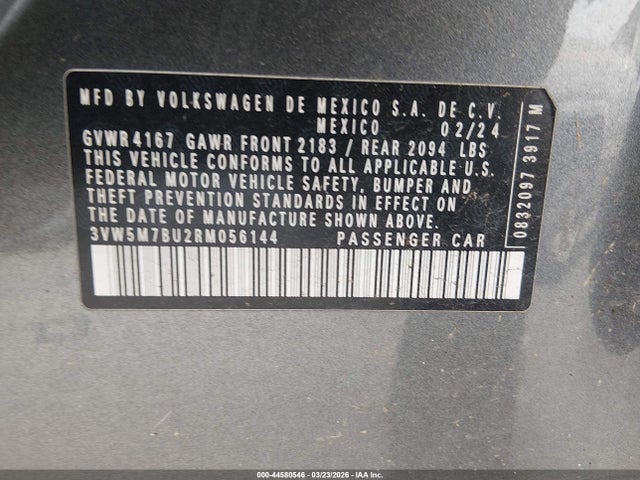 MFD BY VOLKSWAGEN DE MEXICO S.A. DE C.V.
MEXICO 02/24
GVWR 4167 GAWR FRONT 2183 / REAR 2094 LBS
THIS VEHICLE CONFORMS TO ALL APPLICABLE U.S.
FEDERAL MOTOR VEHICLE SAFETY, BUMPER AND
THEFT PREVENTION STANDARDS IN EFFECT ON
THE DATE OF MANUFACTURE SHOWN ABOVE.
3VW5M7BU2RM056144 PASSENGER CAR
0832097 3917 M
000-44580546 - 03/23/2026 - IAA Inc.